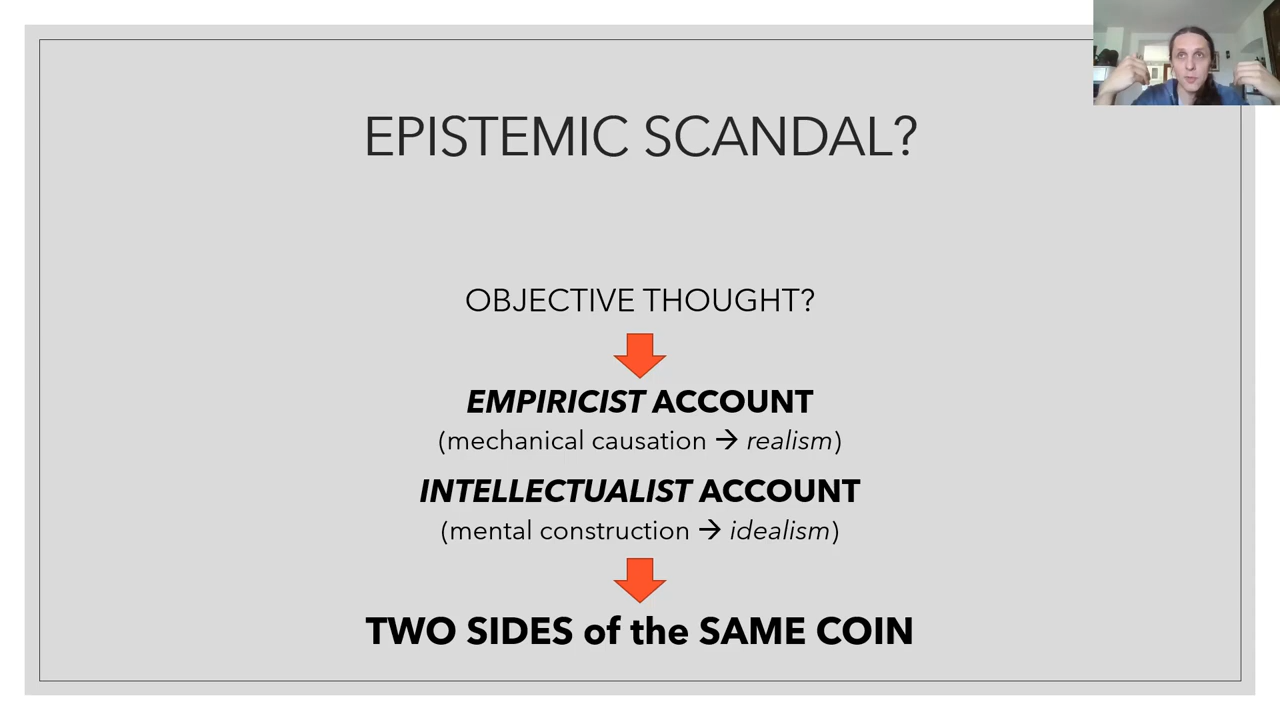 EPISTEMIC SCANDAL?
OBJECTIVE THOUGHT?
EMPIRICIST ACCOUNT
(mechanical causation → realism)
INTELLECTUALIST ACCOUNT
(mental construction → idealism)
TWO SIDES of the SAME COIN